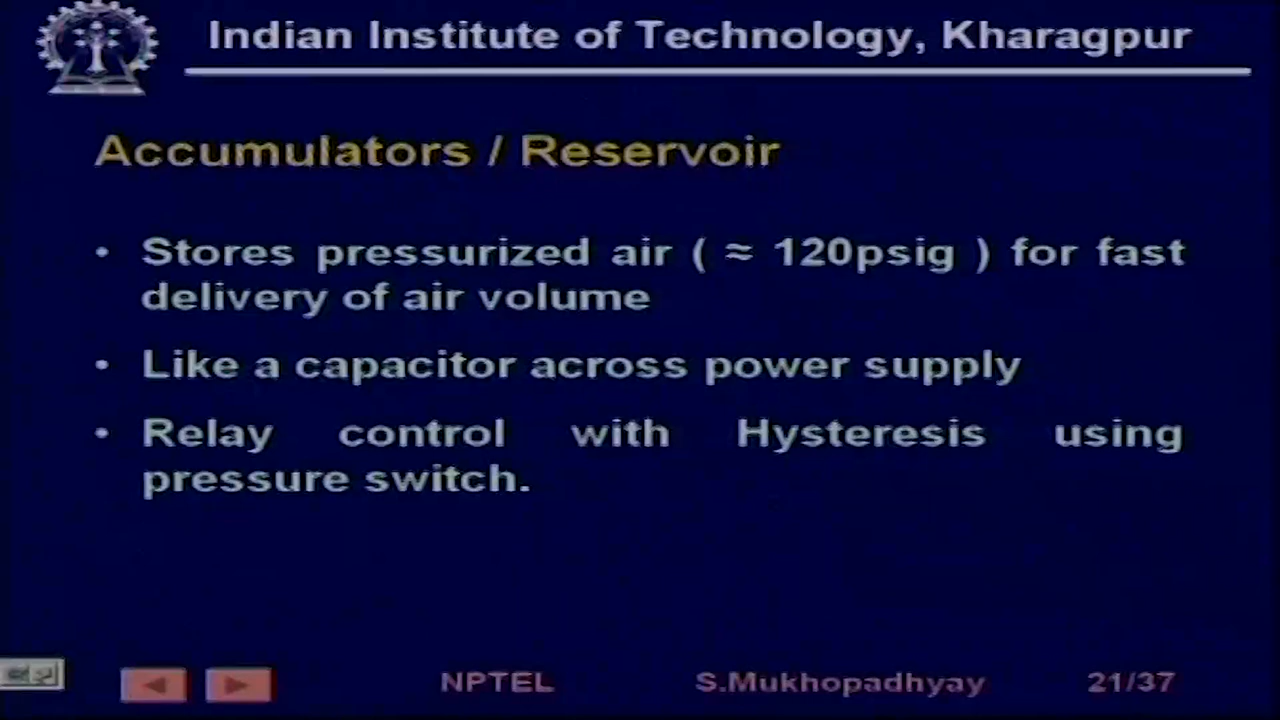 Indian Institute of Technology, Kharagpur
Accumulators / Reservoir
• Stores pressurized air ( ≈ 120psig ) for fast
delivery of air volume
• Like a capacitor across power supply
• Relay control with Hysteresis using
pressure switch.
NPTEL S.Mukhopadhyay 21/37